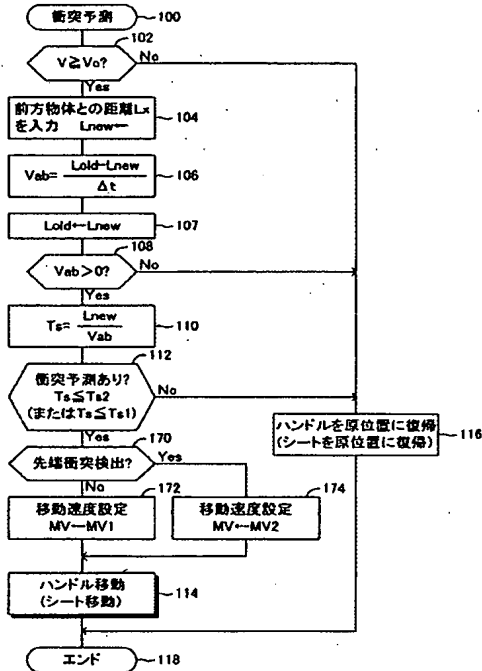 衝突予測
100
102
V≧Vo?
No
Yes
前方物体との距離Lx
を入力 Lnew←
104
Vab=
Lold-Lnew
Δt
106
Lold←Lnew
107
108
Vab>0?
No
Yes
Ts=
Lnew
Vab
110
112
衝突予測あり?
Ts≦Ts2
(またはTs≦Ts1)
No
Yes
ハンドルを原位置に復帰
(シートを原位置に復帰)
116
170
先端衝突検出?
Yes
No
172
移動速度設定
MV←MV1
174
移動速度設定
MV←MV2
ハンドル移動
(シート移動)
114
エンド
118